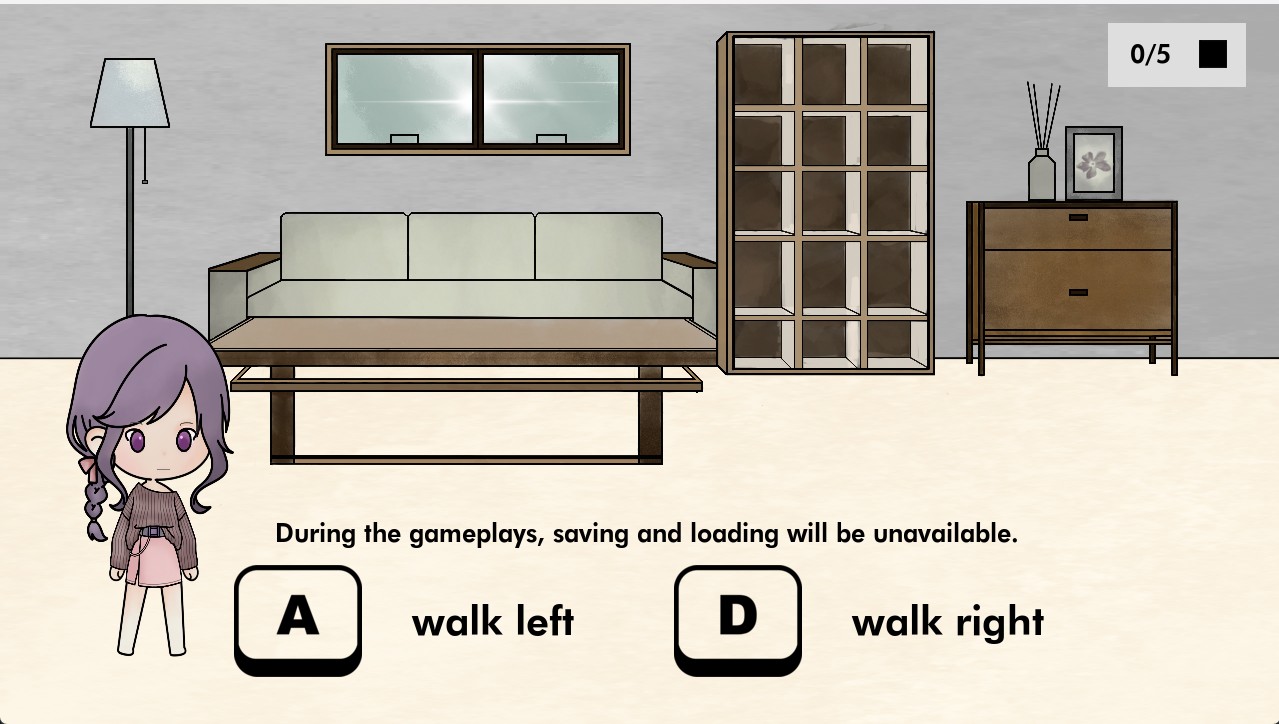 0/5
During the gameplays, saving and loading will be unavailable.
A walk left D walk right